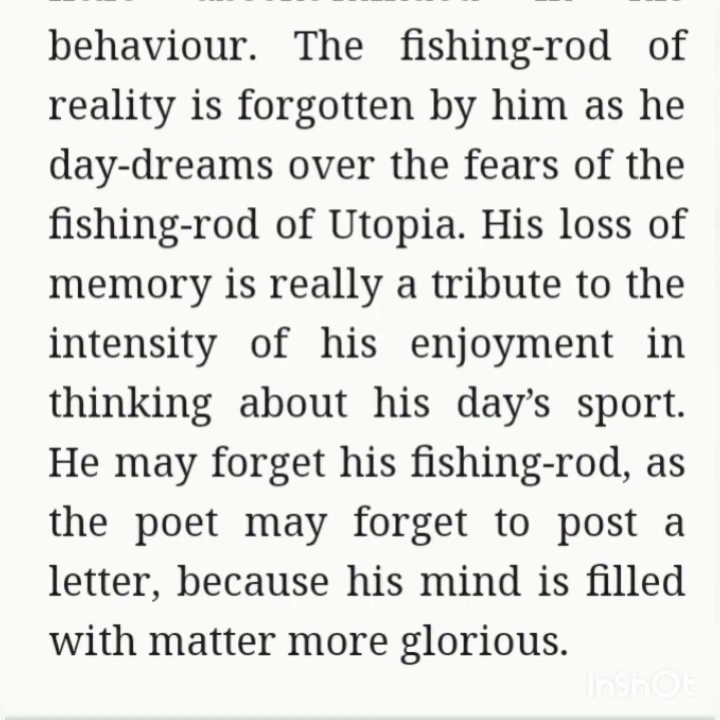 behaviour. The fishing-rod of
reality is forgotten by him as he
day-dreams over the fears of the
fishing-rod of Utopia. His loss of
memory is really a tribute to the
intensity of his enjoyment in
thinking about his day’s sport.
He may forget his fishing-rod, as
the poet may forget to post a
letter, because his mind is filled
with matter more glorious.
InShOt